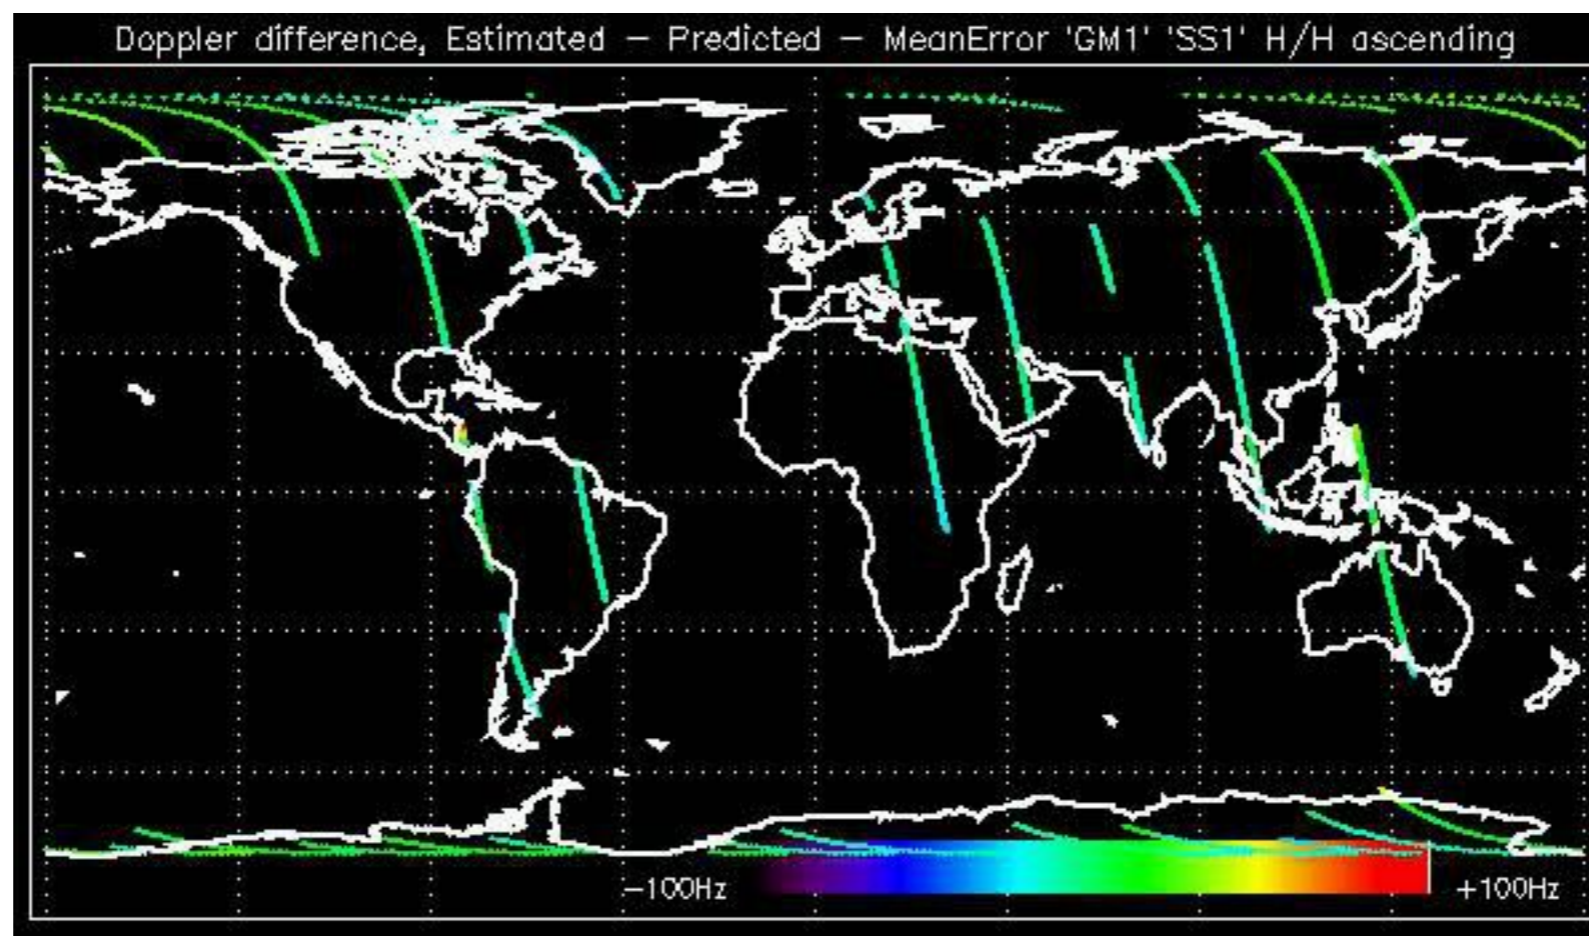 Doppler difference, Estimated – Predicted – MeanError 'GM1' 'SS1' H/H ascending
–100Hz
+100Hz